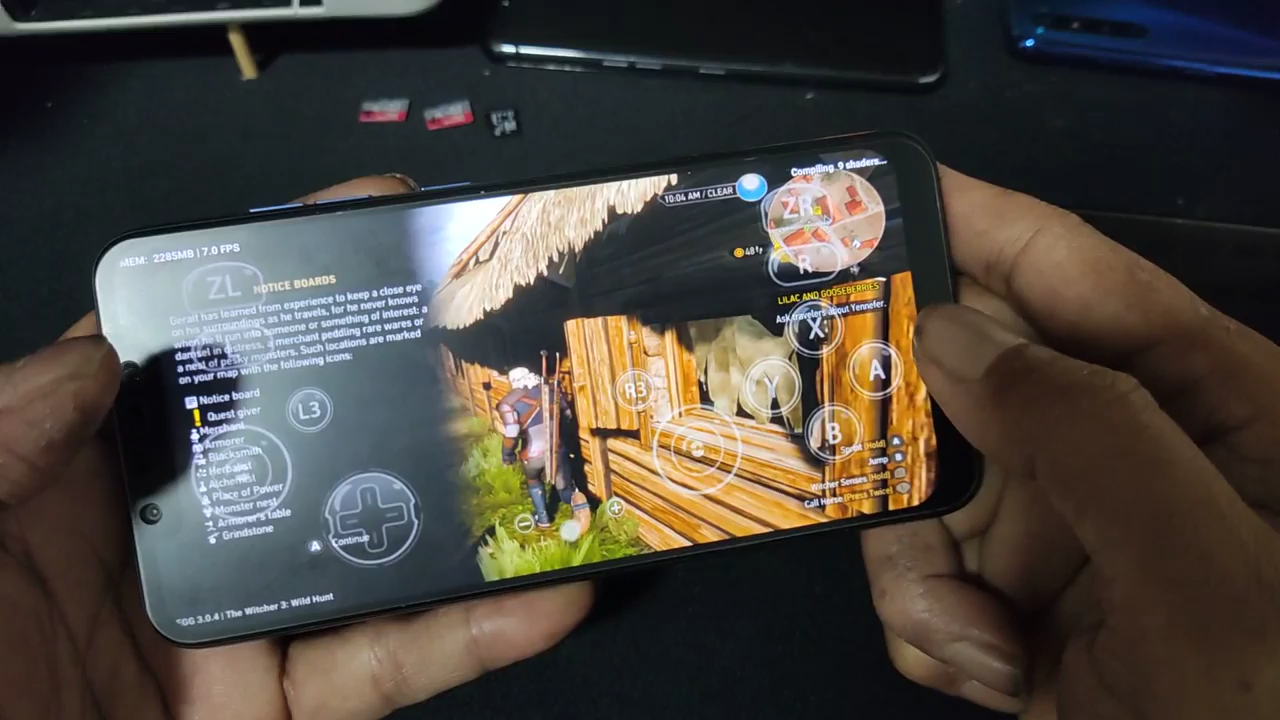 MEM: 2285MB | 7.0 FPS
Compiling 9 shaders...
10:04 AM / CLEAR
ZL
ZR
R
48
NOTICE BOARDS
Geralt has learned from experience to keep a close eye
on his surroundings as he travels, for he never knows
when he'll run into someone or something of interest: a
damsel in distress, a merchant peddling rare wares or
a nest of pesky monsters. Such locations are marked
on your map with the following icons:
Notice board
Quest giver
Merchant
Armorer
Blacksmith
Herbalist
Alchemist
Place of Power
Monster nest
Armorer's table
Grindstone
A Continue
L3
R3
LILAC AND GOOSEBERRIES
Ask travelers about Yennefer.
X
Y
A
B
Sprint (Hold) A
Jump B
Witcher Senses (Hold)
Call Horse (Press Twice)
EGG 3.0.4 | The Witcher 3: Wild Hunt